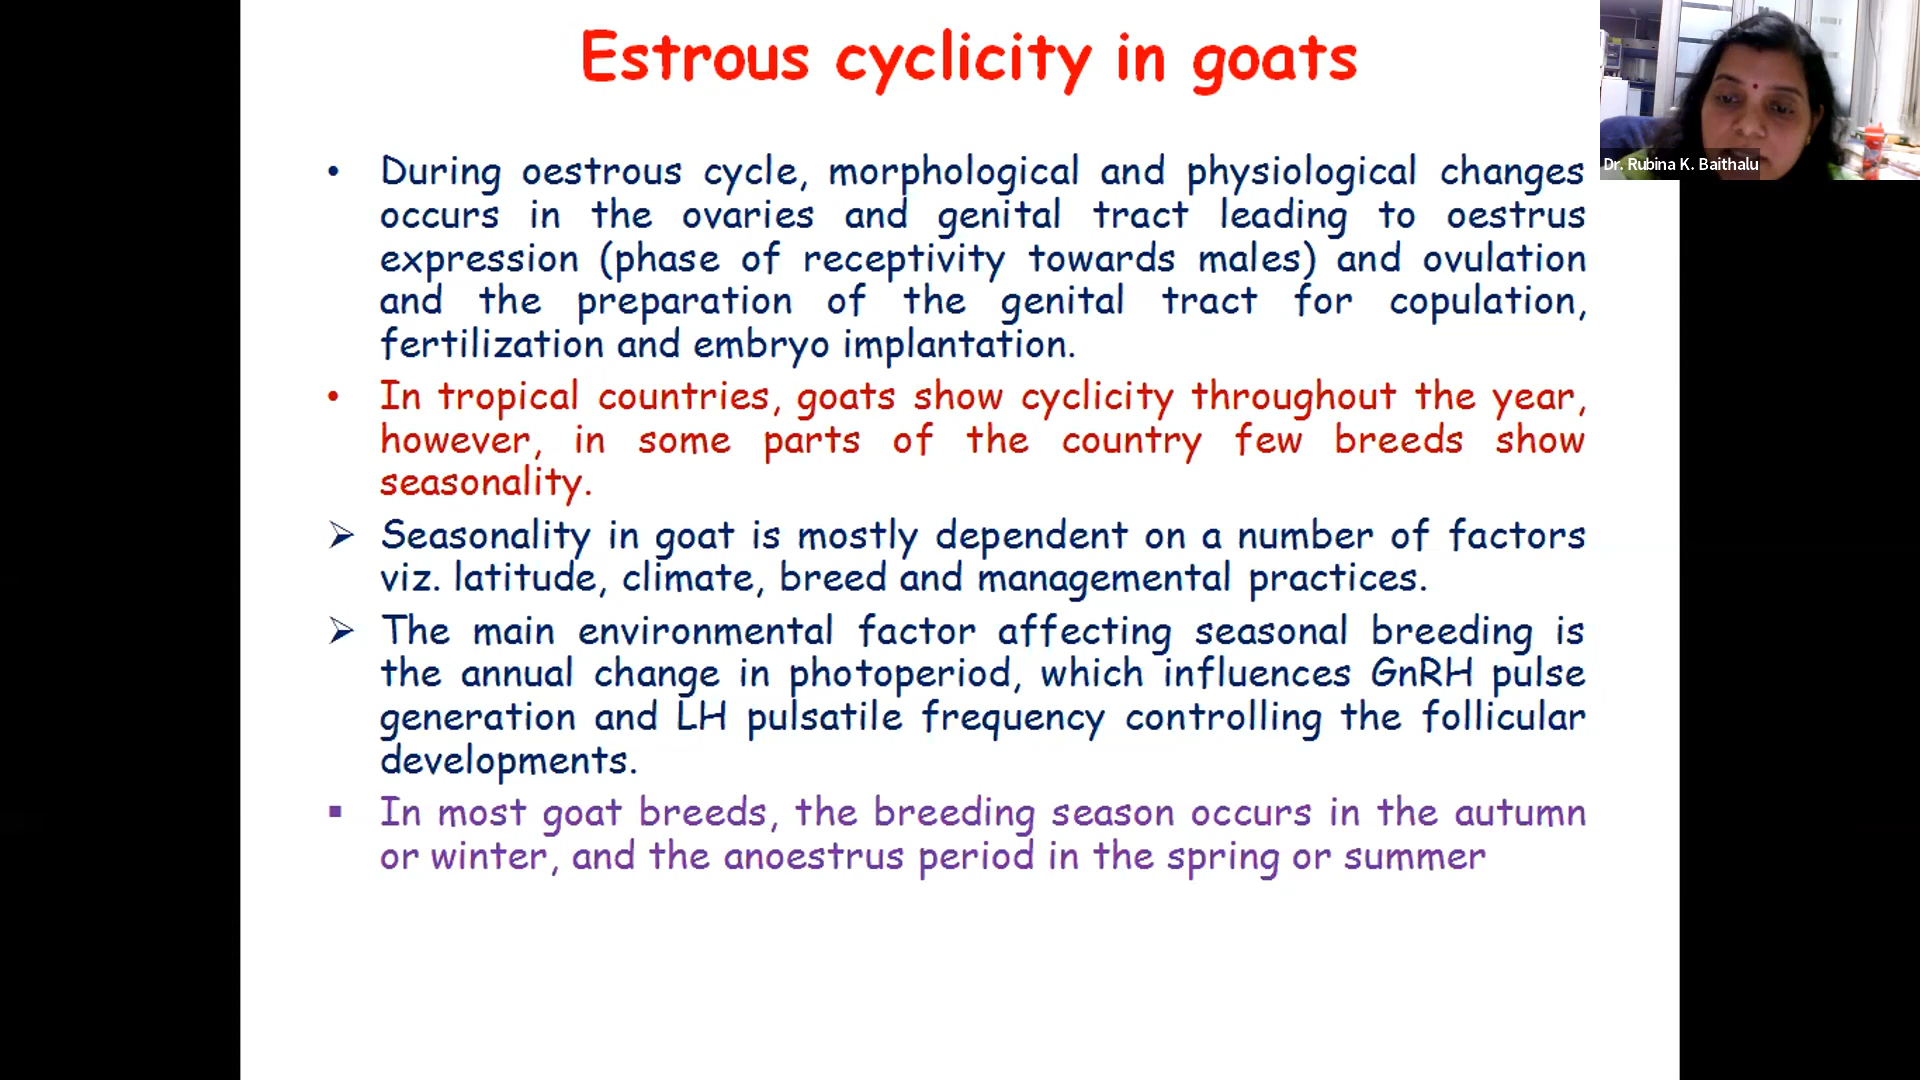 Estrous cyclicity in goats
Dr. Rubina K. Baithalu
• During oestrous cycle, morphological and physiological changes
occurs in the ovaries and genital tract leading to oestrus
expression (phase of receptivity towards males) and ovulation
and the preparation of the genital tract for copulation,
fertilization and embryo implantation.
• In tropical countries, goats show cyclicity throughout the year,
however, in some parts of the country few breeds show
seasonality.
➢ Seasonality in goat is mostly dependent on a number of factors
viz. latitude, climate, breed and managemental practices.
➢ The main environmental factor affecting seasonal breeding is
the annual change in photoperiod, which influences GnRH pulse
generation and LH pulsatile frequency controlling the follicular
developments.
▪ In most goat breeds, the breeding season occurs in the autumn
or winter, and the anoestrus period in the spring or summer